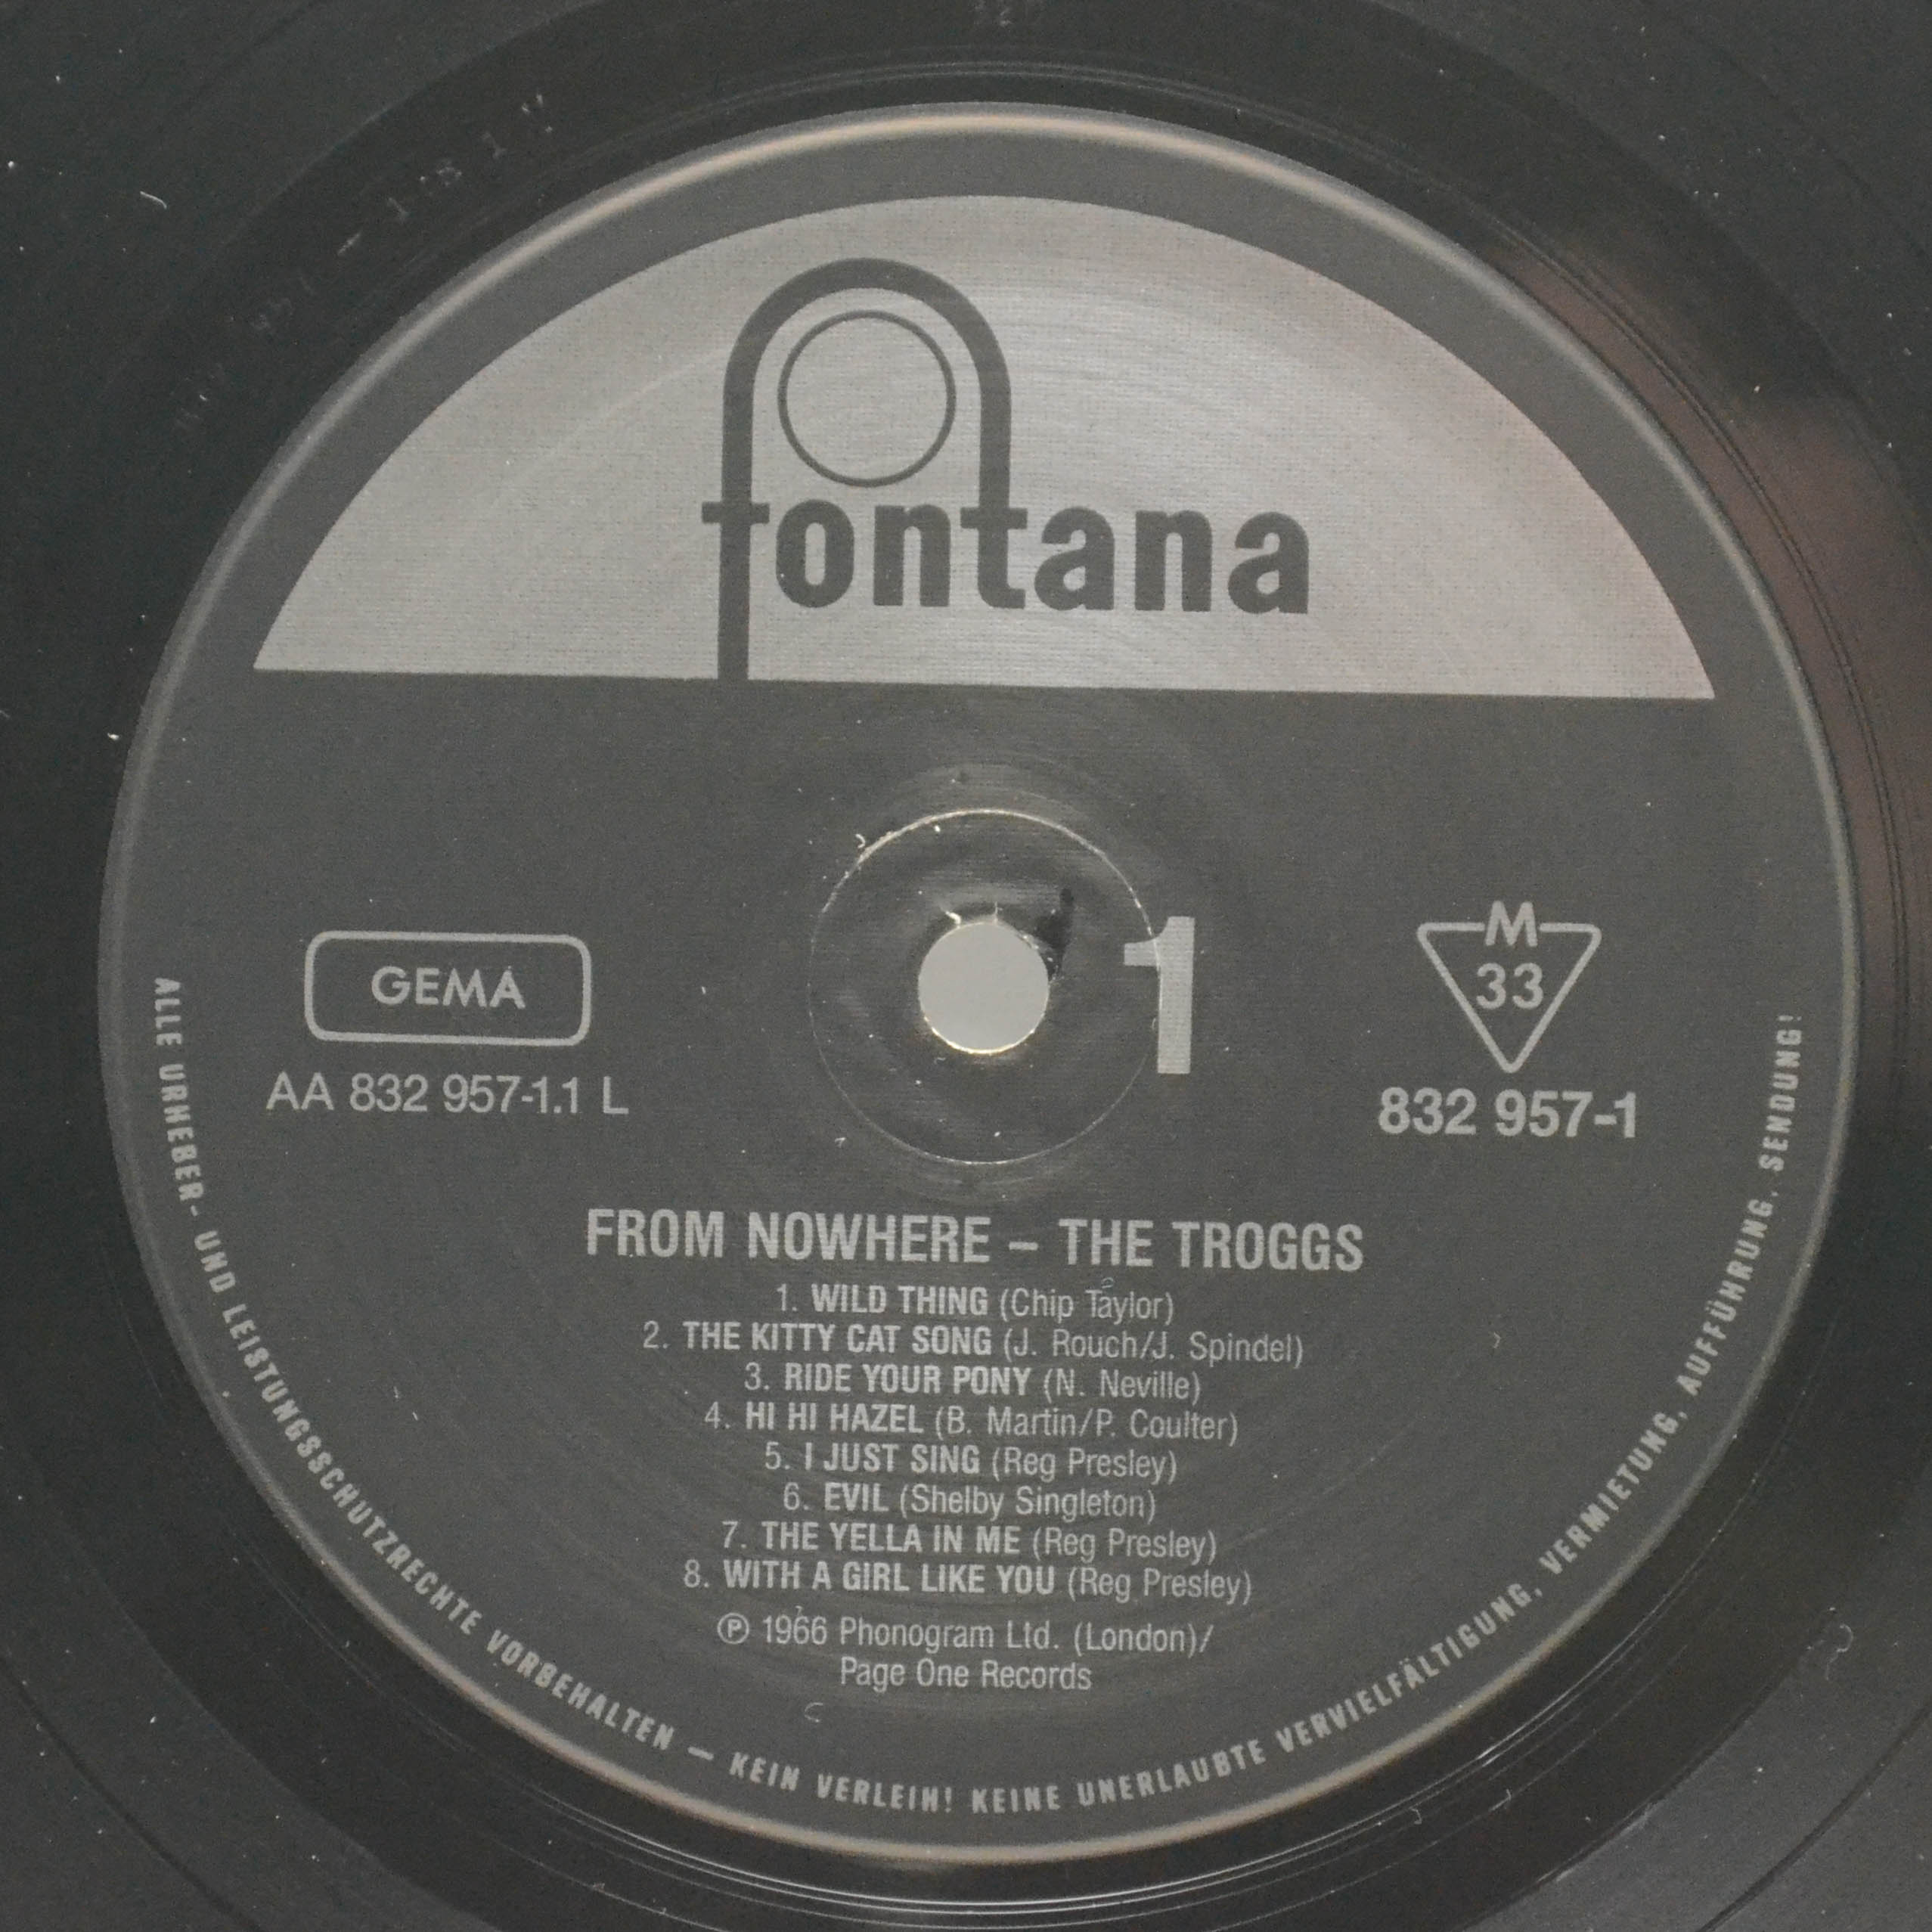 fontana
GEMA
1
M
33
AA 832 957-1.1 L
832 957-1
FROM NOWHERE – THE TROGGS
1. WILD THING (Chip Taylor)
2. THE KITTY CAT SONG (J. Rouch/J. Spindel)
3. RIDE YOUR PONY (N. Neville)
4. HI HI HAZEL (B. Martin/P. Coulter)
5. I JUST SING (Reg Presley)
6. EVIL (Shelby Singleton)
7. THE YELLA IN ME (Reg Presley)
8. WITH A GIRL LIKE YOU (Reg Presley)
Ⓟ 1966 Phonogram Ltd. (London)/
Page One Records
ALLE URHEBER- UND LEISTUNGSSCHUTZRECHTE VORBEHALTEN – KEIN VERLEIH! KEINE UNERLAUBTE VERVIELFÄLTIGUNG, VERMIETUNG, AUFFÜHRUNG, SENDUNG!